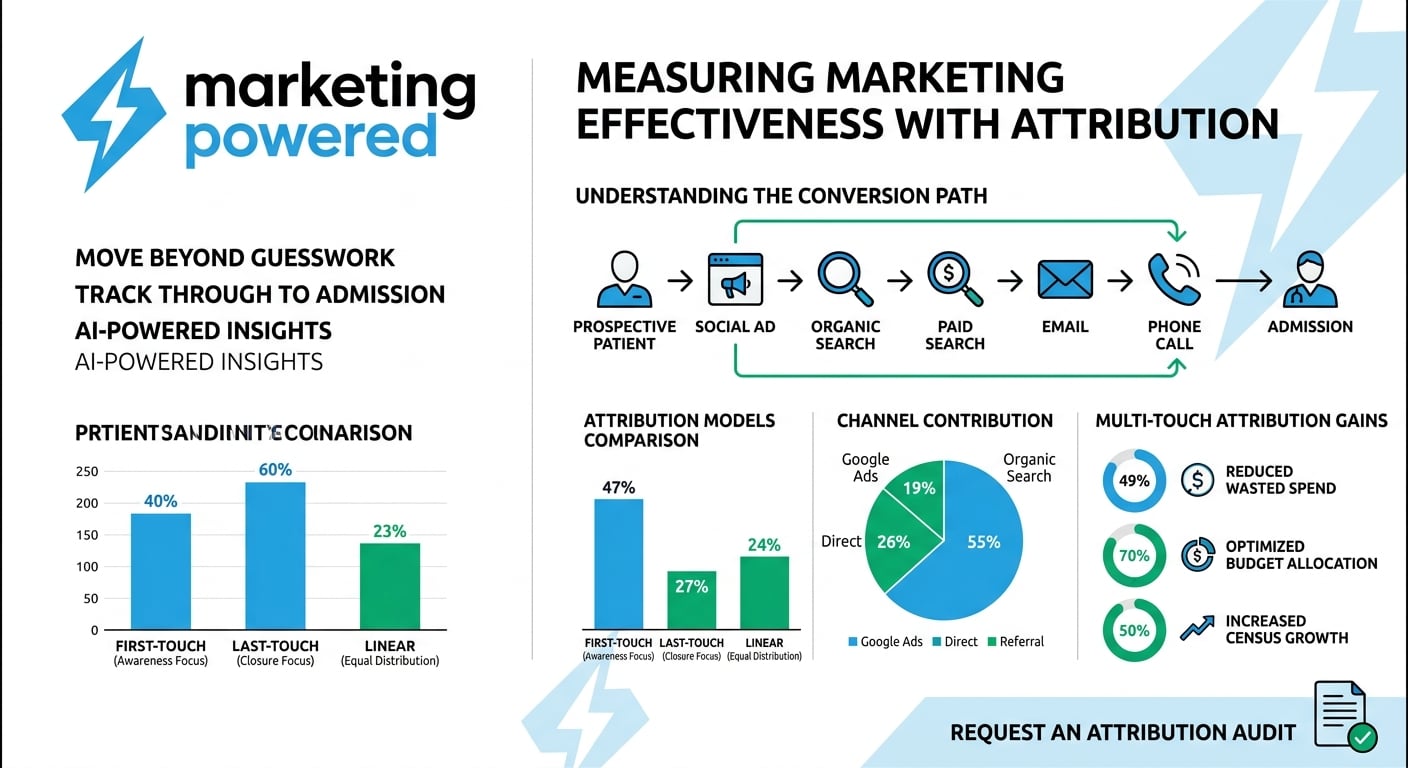 marketing
powered
MOVE BEYOND GUESSWORK
TRACK THROUGH TO ADMISSION
AI-POWERED INSIGHTS
AI-POWERED INSIGHTS
250
200
150
100
50
0
40%
60%
23%
FIRST-TOUCH
(Awareness Focus)
LAST-TOUCH
(Closure Focus)
LINEAR
(Equal Distribution)
MEASURING MARKETING
EFFECTIVENESS WITH ATTRIBUTION
UNDERSTANDING THE CONVERSION PATH
PROSPECTIVE
PATIENT
SOCIAL AD
ORGANIC
SEARCH
$
PAID
SEARCH
EMAIL
PHONE
CALL
ADMISSION
ATTRIBUTION MODELS
COMPARISON
47%
27%
24%
FIRST-TOUCH
(Awareness Focus)
LAST-TOUCH
(Closure Focus)
LINEAR
(Equal Distribution)
CHANNEL CONTRIBUTION
Google
Ads
Organic
Search
Direct
19%
26%
55%
Google Ads
Direct
Referral
MULTI-TOUCH ATTRIBUTION GAINS
49%
$
REDUCED
WASTED SPEND
70%
$
OPTIMIZED
BUDGET ALLOCATION
50%
INCREASED
CENSUS GROWTH
REQUEST AN ATTRIBUTION AUDIT